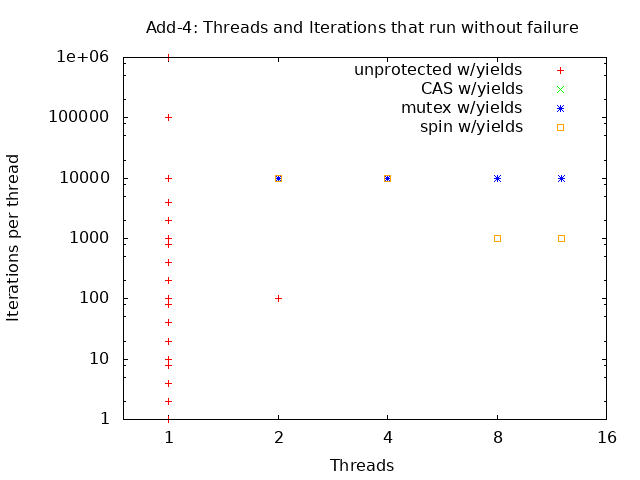 Add-4: Threads and Iterations that run without failure
1e+06
100000
10000
1000
100
10
1
Iterations per thread
unprotected w/yields
CAS w/yields
mutex w/yields
spin w/yields
1 2 4 8 16
Threads